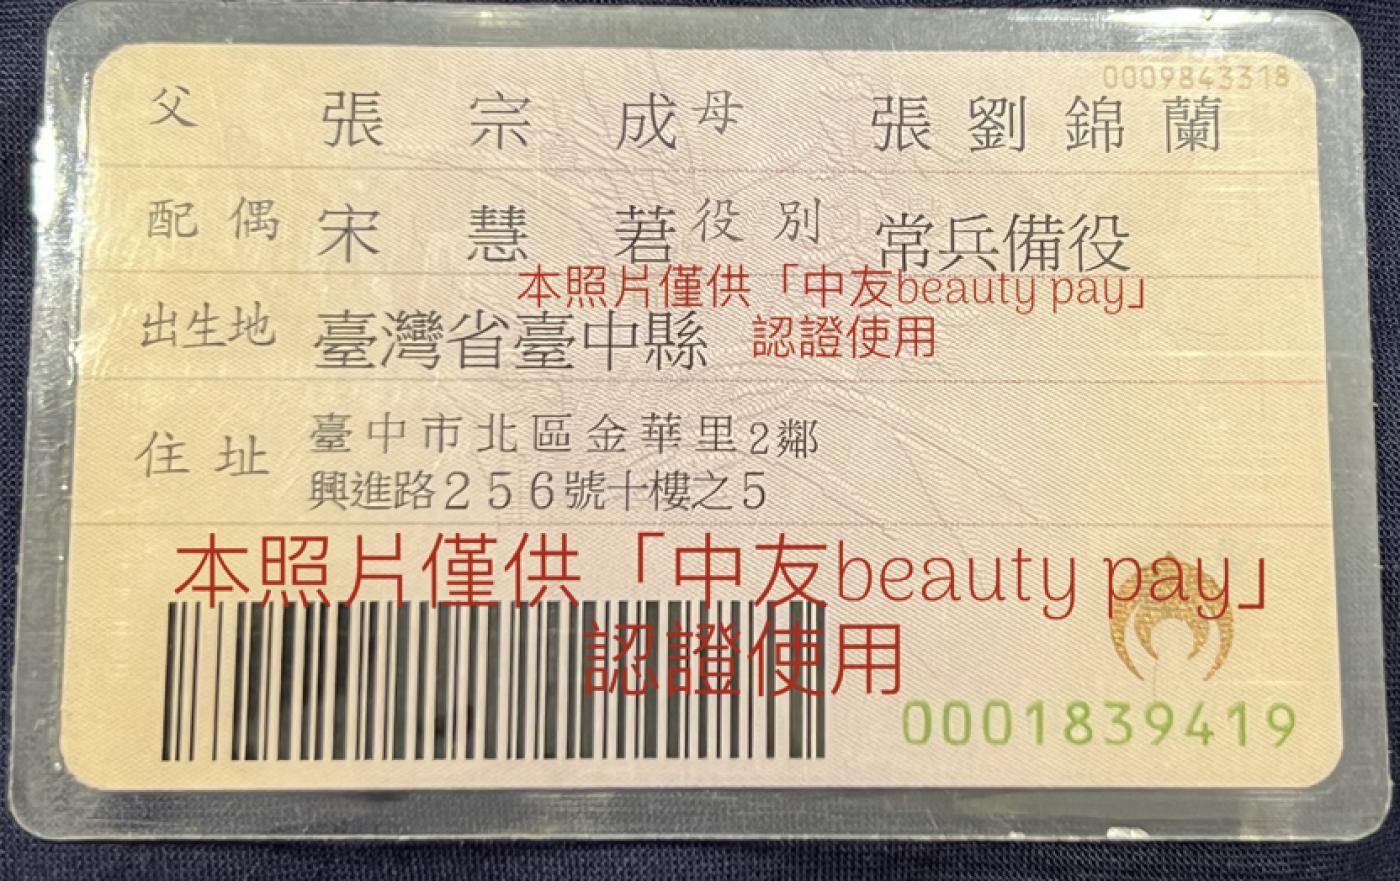 0009843318
父 張宗成 母 張劉錦蘭
配偶 宋慧莙 役別 常兵備役
本照片僅供「中友beauty pay」
認證使用
出生地 臺灣省臺中縣
住址 臺中市北區金華里2鄰
興進路256號十樓之5
本照片僅供「中友beauty pay」
認證使用
0001839419